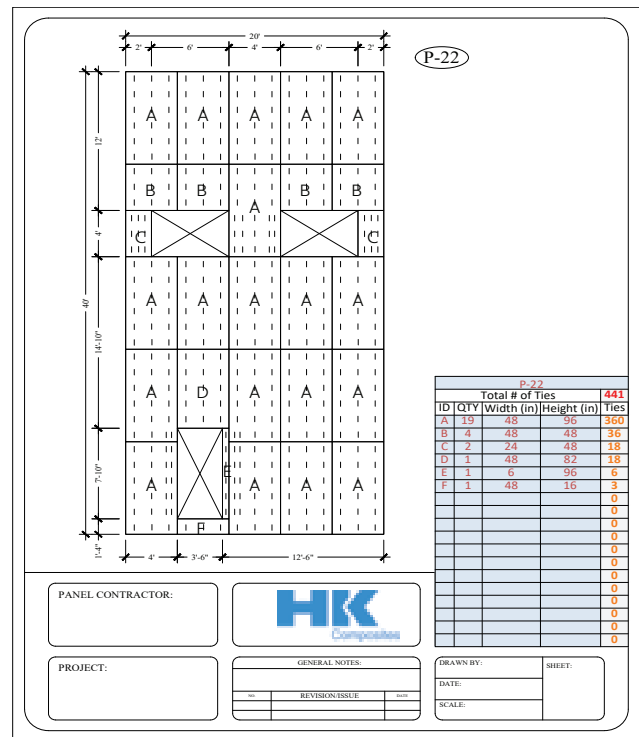 20'
2' 6' 4' 6' 2'
P-22
A A A A A
12'
B B A B B
C C
4'
40'
A A A A A
14'-10"
A D A A A
7'-10"
A E A A A
F
1'-4"
4' 3'-6" 12'-6"
P-22
Total # of Ties 441
ID QTY Width (in) Height (in) Ties
A 19 48 96 360
B 4 48 48 36
C 2 24 48 18
D 1 48 82 18
E 1 6 96 6
F 1 48 16 3
0
0
0
0
0
0
0
0
0
0
0
0
PANEL CONTRACTOR:
HK
Composites
PROJECT:
GENERAL NOTES:
NO. REVISION/ISSUE DATE
DRAWN BY: SHEET:
DATE:
SCALE: